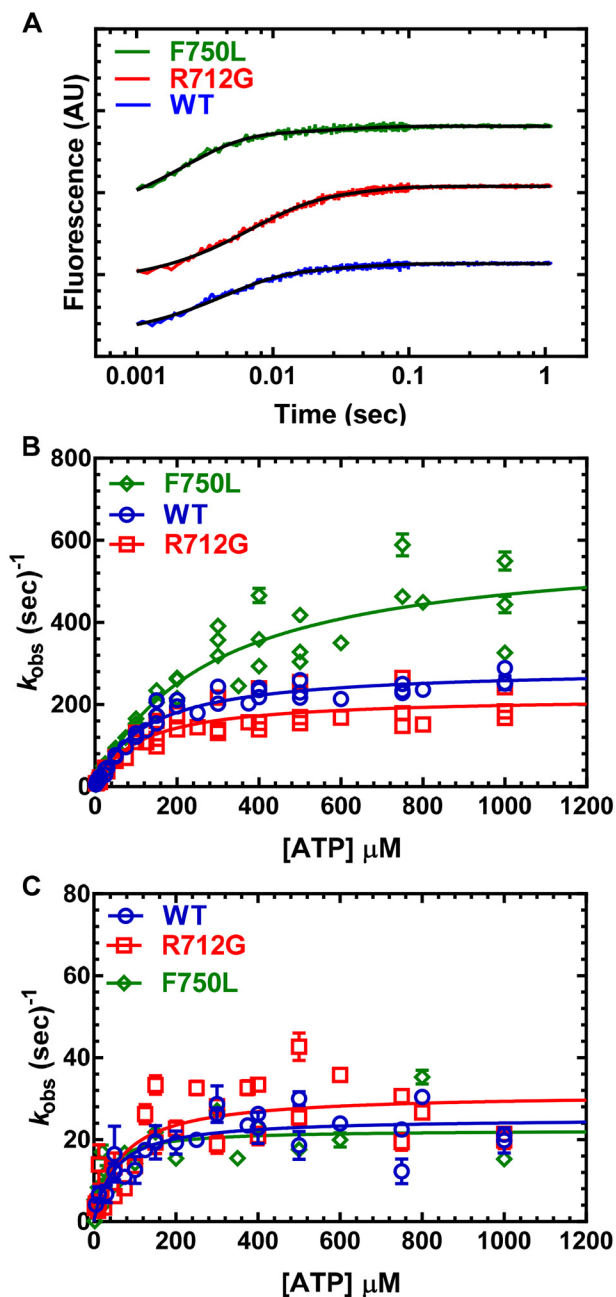 A
F750L
R712G
WT
Fluorescence (AU)
0.001 0.01 0.1 1
Time (sec)
B
800
600
400
200
0
F750L
WT
R712G
kobs (sec)-1
0 200 400 600 800 1000 1200
[ATP] μM
C
80
60
40
20
0
WT
R712G
F750L
kobs (sec)-1
0 200 400 600 800 1000 1200
[ATP] μM